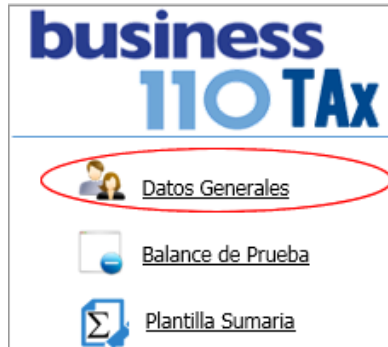 business
110 TAx
Datos Generales
Balance de Prueba
Plantilla Sumaria